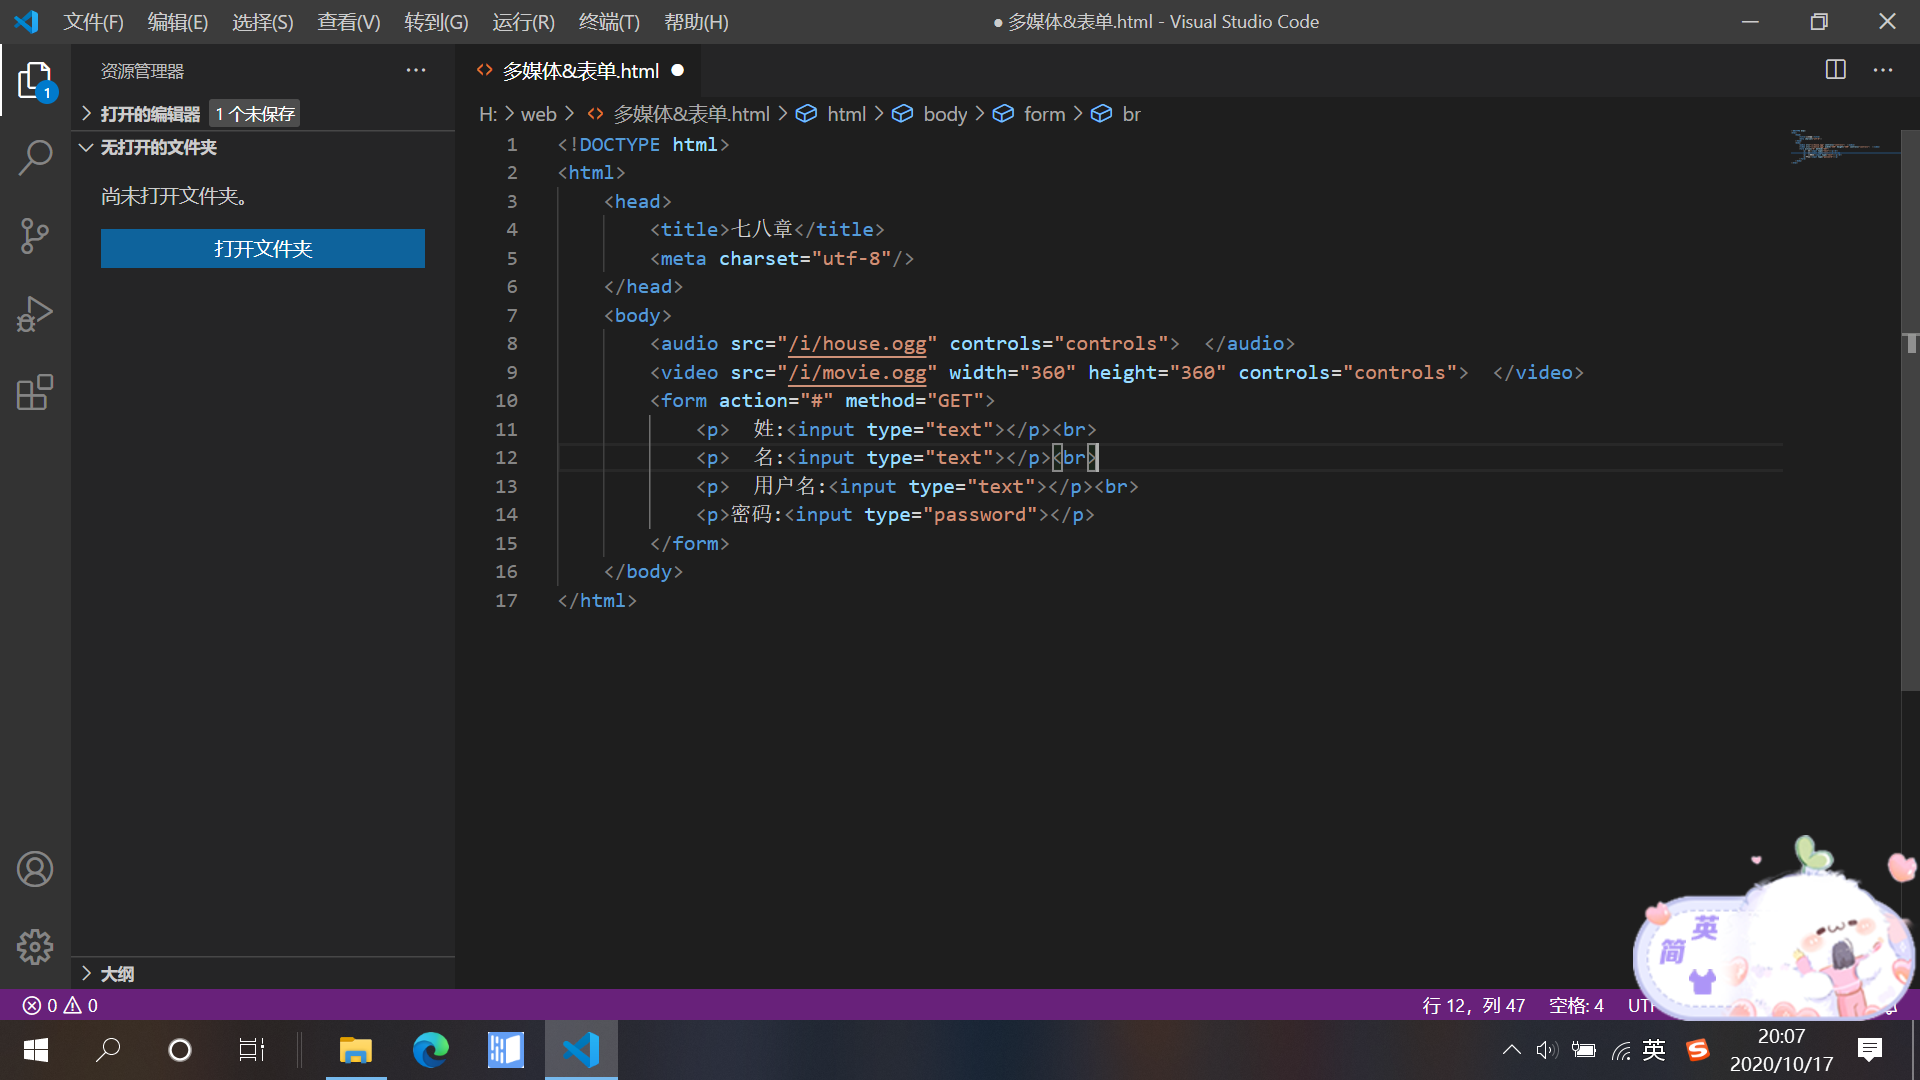 文件(F) 编辑(E) 选择(S) 查看(V) 转到(G) 运行(R) 终端(T) 帮助(H) ● 多媒体&表单.html - Visual Studio Code
资源管理器 ··· 多媒体&表单.html ●
1
打开的编辑器 1 个未保存
H: > web > 多媒体&表单.html > html > body > form > br
无打开的文件夹
尚未打开文件夹。
打开文件夹
1 <!DOCTYPE html>
2 <html>
3     <head>
4         <title>七八章</title>
5         <meta charset="utf-8"/>
6     </head>
7     <body>
8         <audio src="/i/house.ogg" controls="controls">  </audio>
9         <video src="/i/movie.ogg" width="360" height="360" controls="controls">  </video>
10         <form action="#" method="GET">
11             <p>  姓:<input type="text"></p><br>
12             <p>  名:<input type="text"></p><br>
13             <p>  用户名:<input type="text"></p><br>
14             <p>密码:<input type="password"></p>
15         </form>
16     </body>
17 </html>
英
简
大纲
0 0 行 12，列 47 空格: 4
英 20:07
2020/10/17